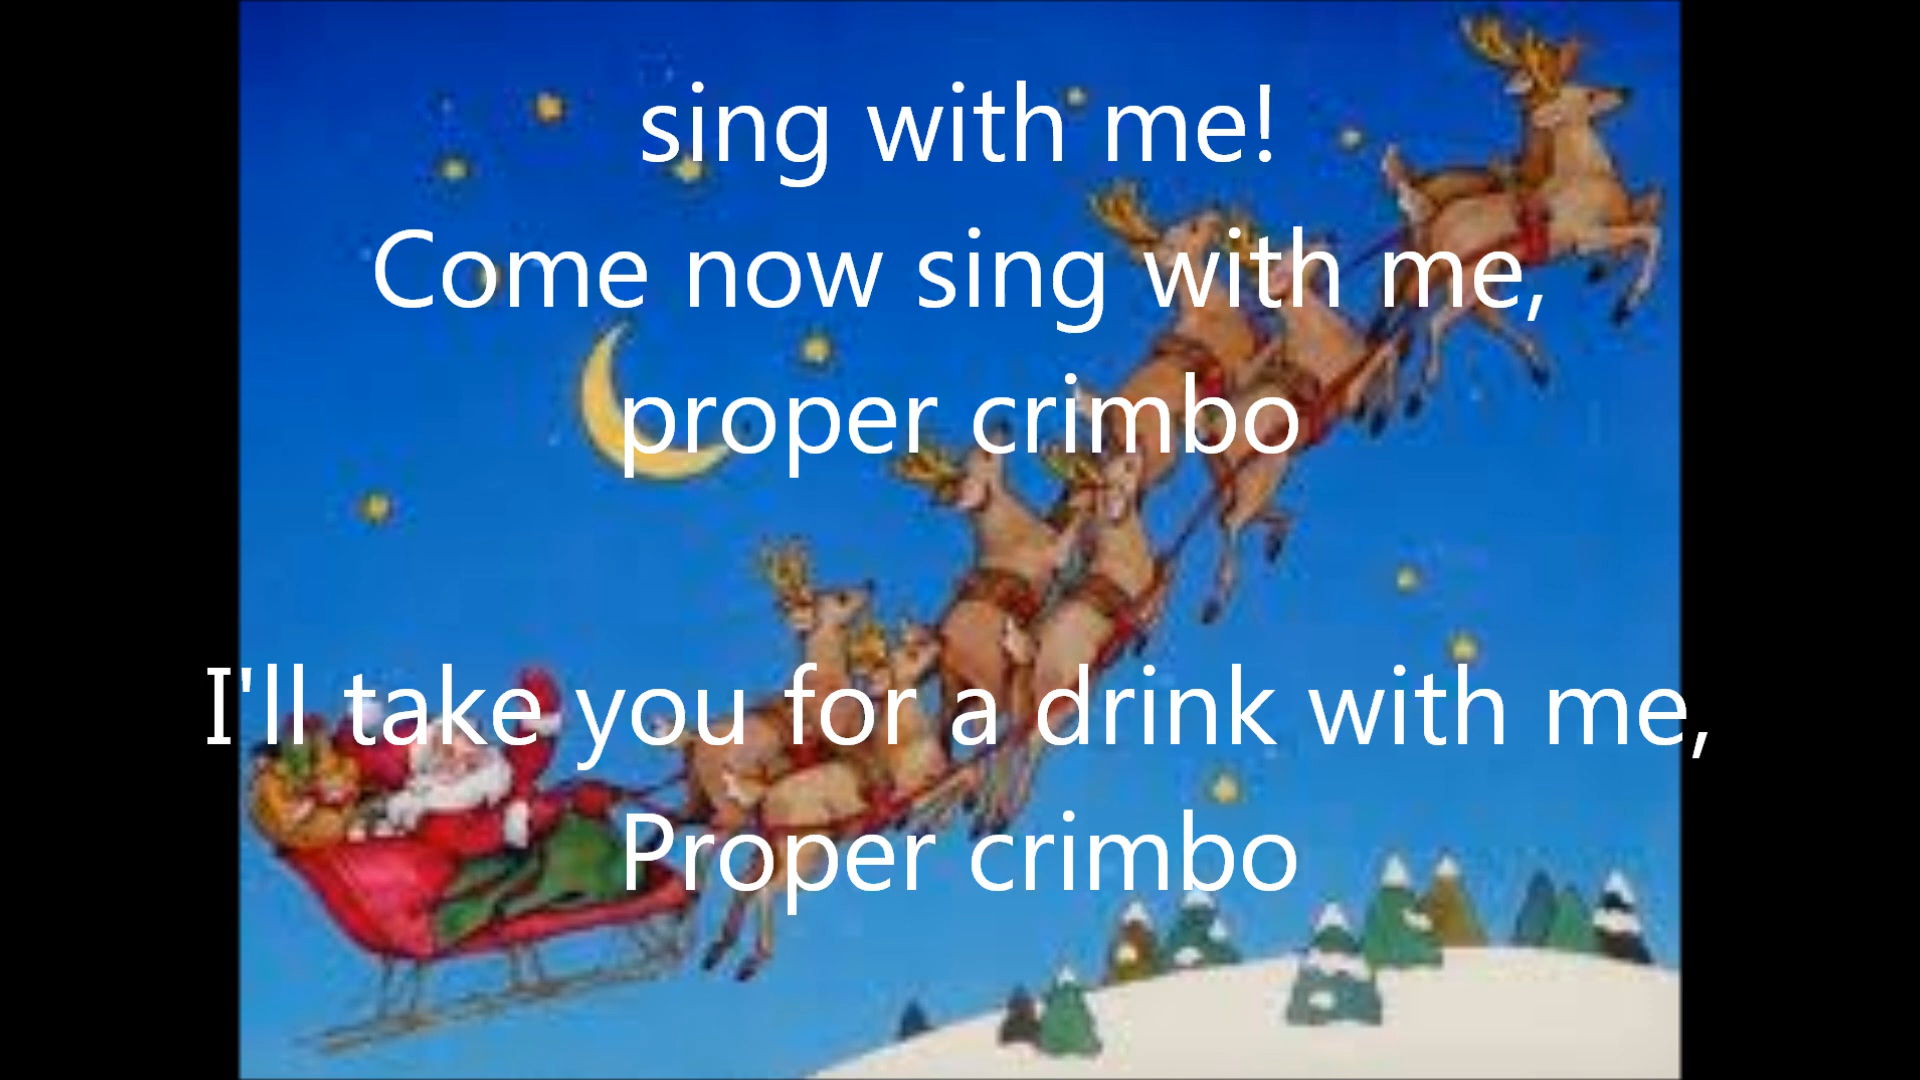 sing with me!
Come now sing with me,
proper crimbo
I'll take you for a drink with me,
Proper crimbo